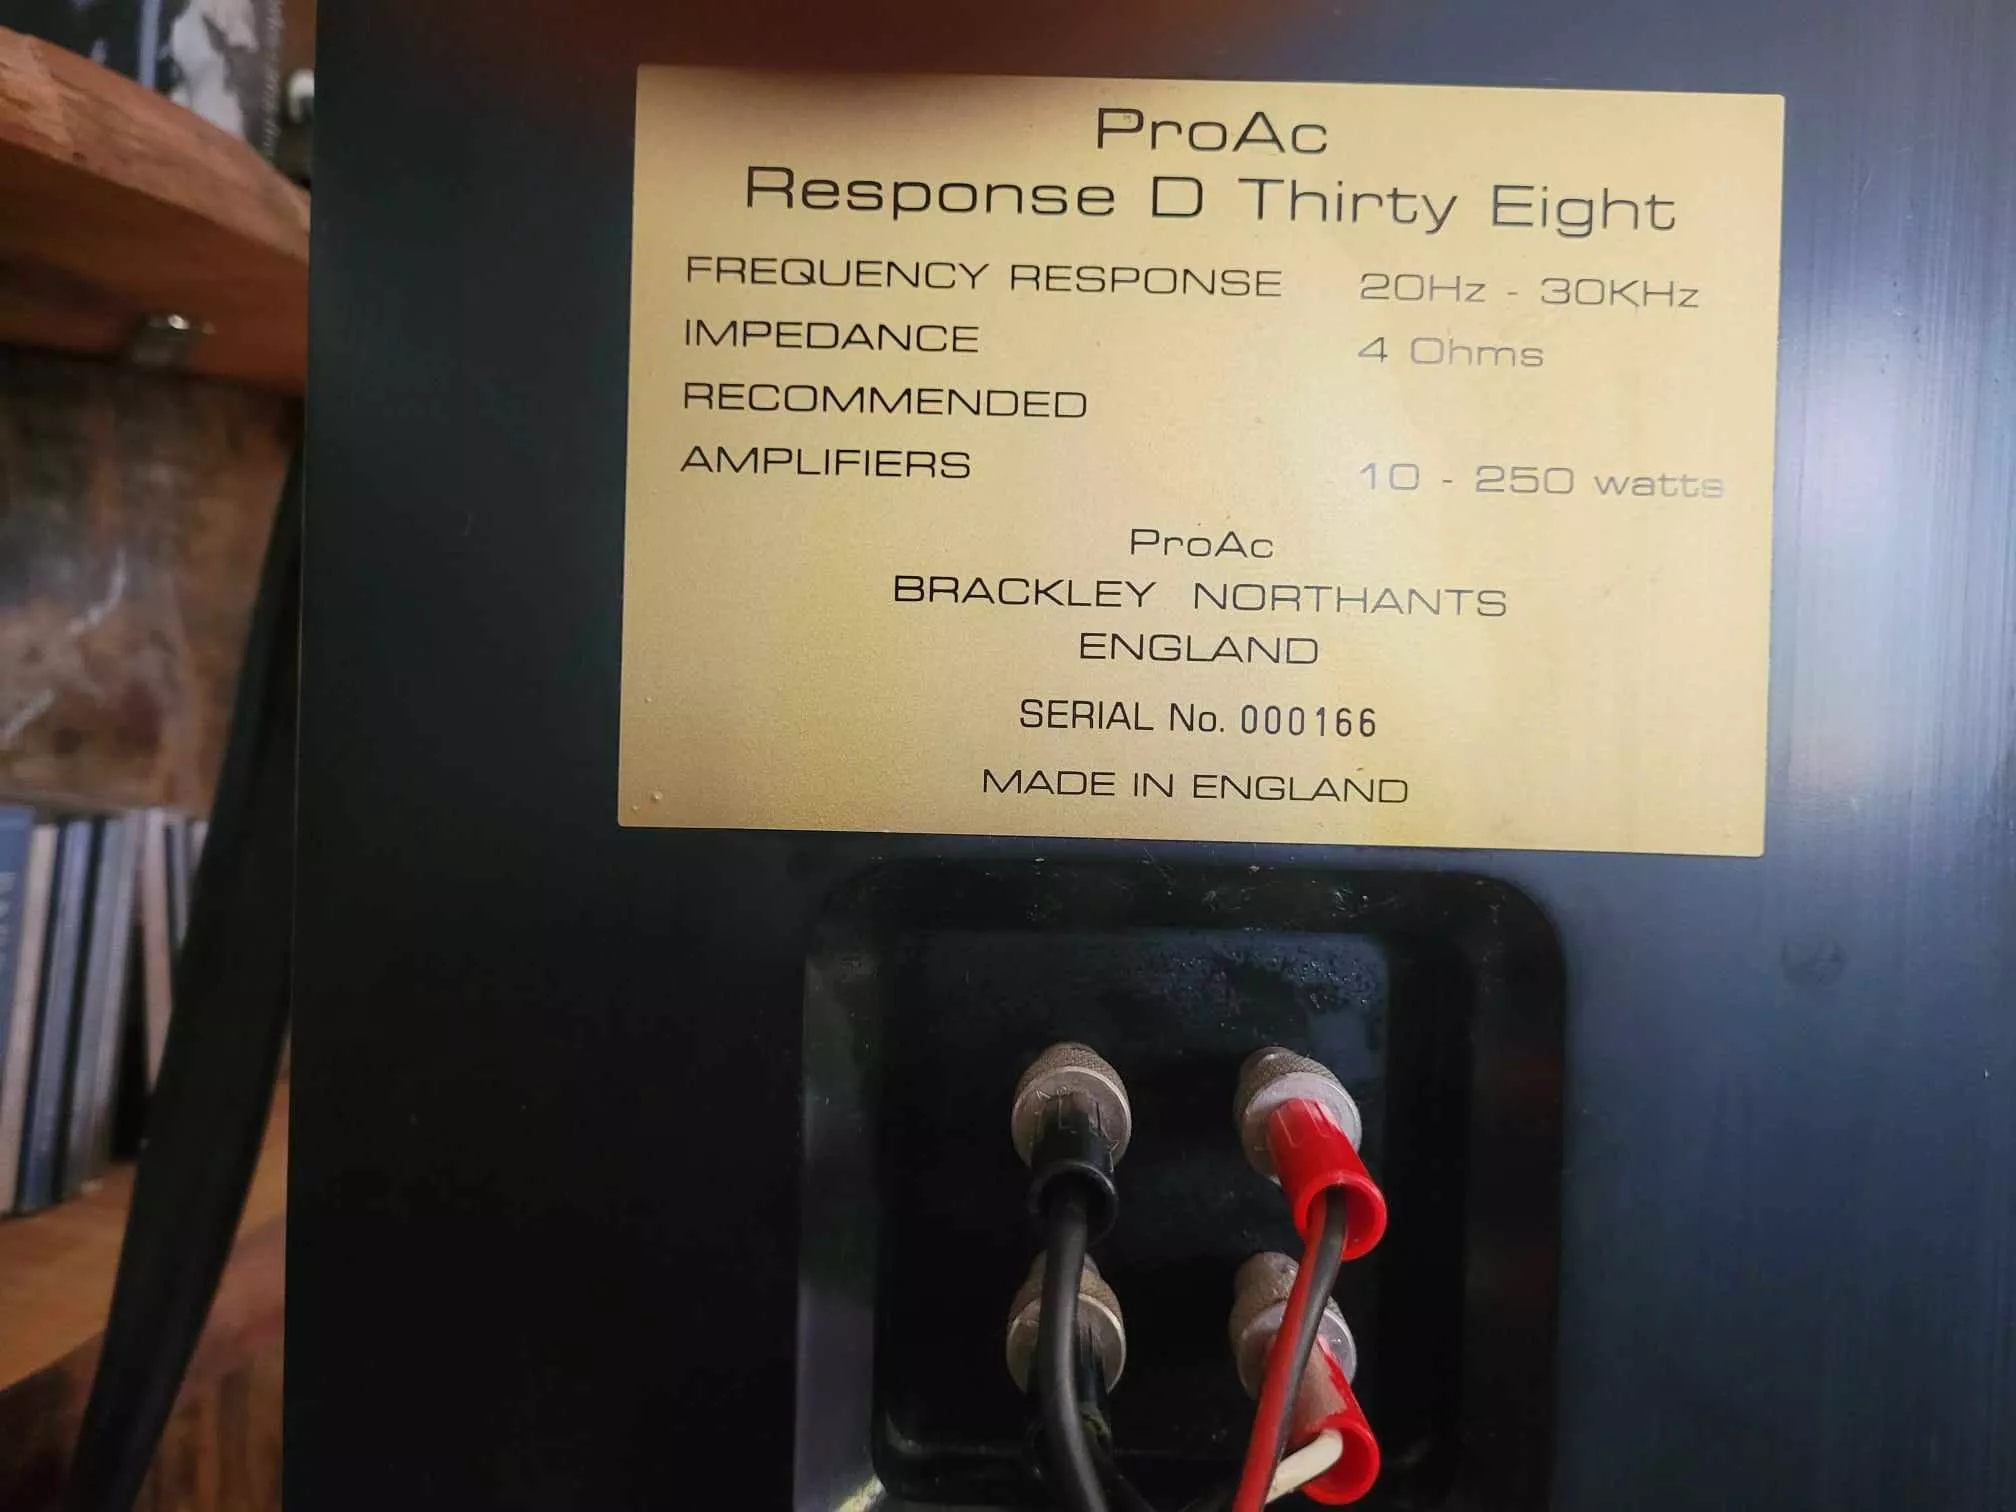 ProAc
Response D Thirty Eight
FREQUENCY RESPONSE 20Hz - 30KHz
IMPEDANCE 4 Ohms
RECOMMENDED
AMPLIFIERS 10 - 250 watts
ProAc
BRACKLEY NORTHANTS
ENGLAND
SERIAL No. 000166
MADE IN ENGLAND